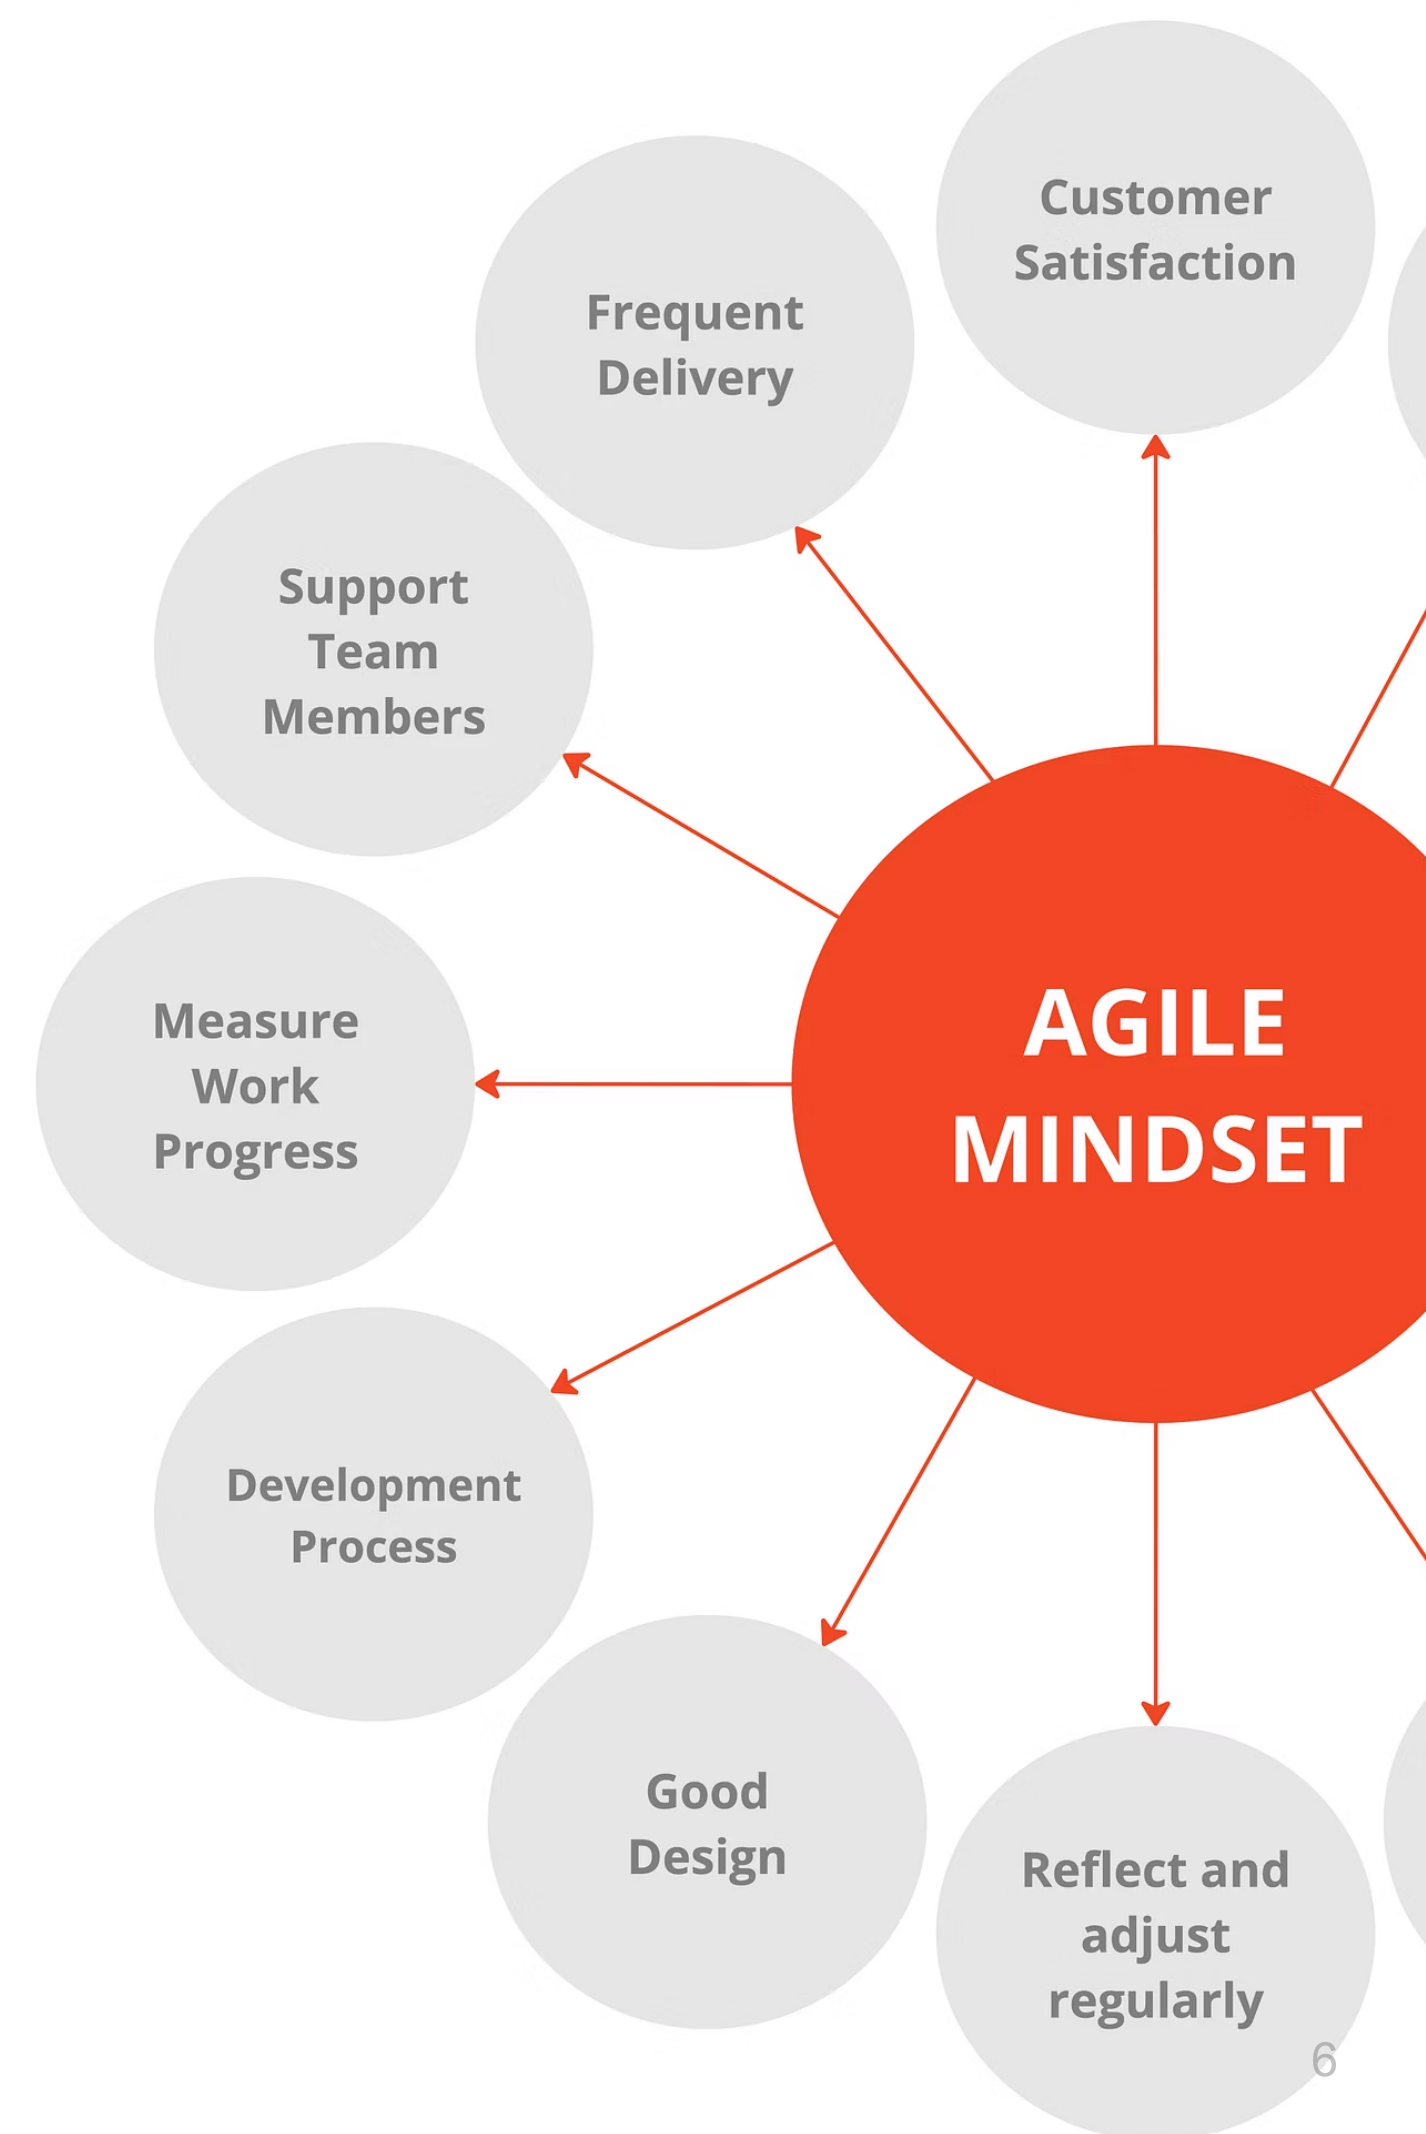 Customer
Satisfaction
Frequent
Delivery
Support
Team
Members
AGILE
MINDSET
Measure
Work
Progress
Development
Process
Good
Design
Reflect and
adjust
regularly
6